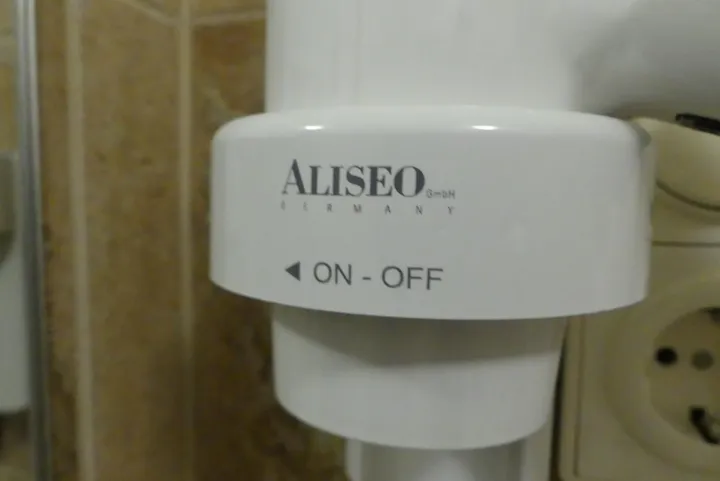 ALISEO GmbH
GERMANY
◄ ON - OFF